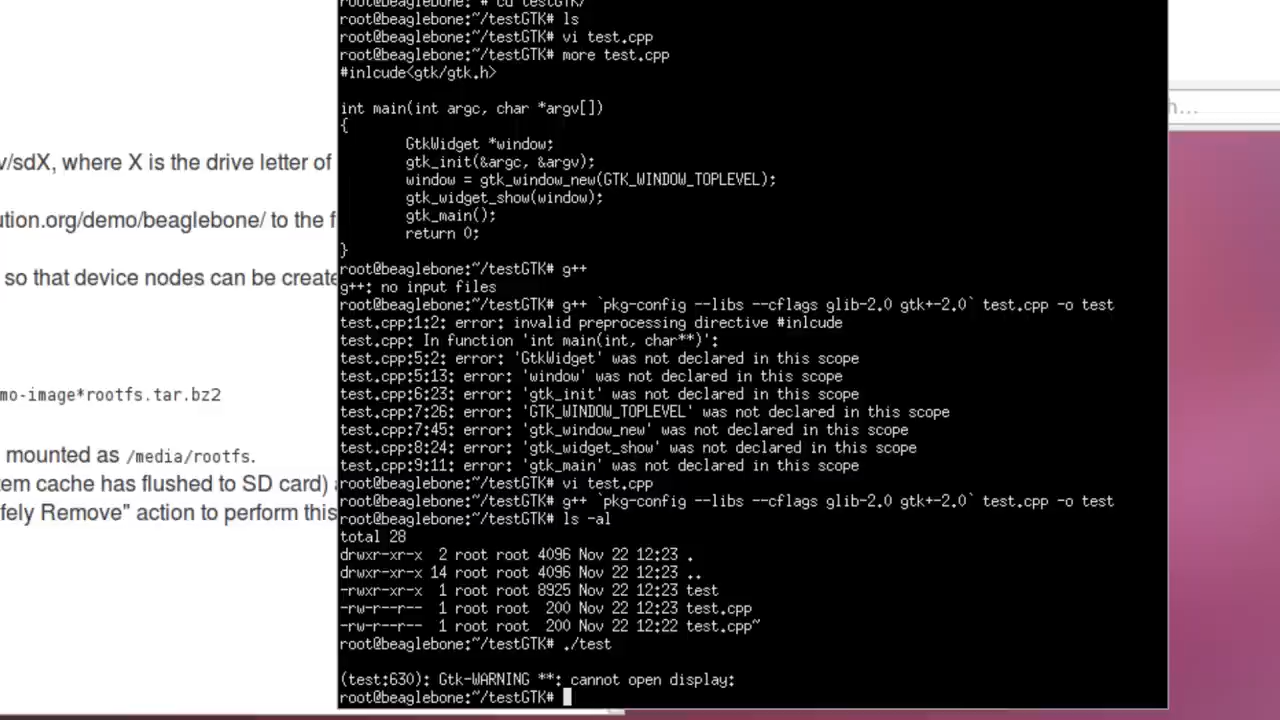 root@beaglebone:~# cd testGTK/
root@beaglebone:~/testGTK# ls
root@beaglebone:~/testGTK# vi test.cpp
root@beaglebone:~/testGTK# more test.cpp
#inlcude<gtk/gtk.h>
int main(int argc, char *argv[])
{
GtkWidget *window;
gtk_init(&argc, &argv);
window = gtk_window_new(GTK_WINDOW_TOPLEVEL);
gtk_widget_show(window);
gtk_main();
return 0;
}
root@beaglebone:~/testGTK# g++
g++: no input files
root@beaglebone:~/testGTK# g++ `pkg-config --libs --cflags glib-2.0 gtk+-2.0` test.cpp -o test
test.cpp:1:2: error: invalid preprocessing directive #inlcude
test.cpp: In function 'int main(int, char**)':
test.cpp:5:2: error: 'GtkWidget' was not declared in this scope
test.cpp:5:13: error: 'window' was not declared in this scope
test.cpp:6:23: error: 'gtk_init' was not declared in this scope
test.cpp:7:26: error: 'GTK_WINDOW_TOPLEVEL' was not declared in this scope
test.cpp:7:45: error: 'gtk_window_new' was not declared in this scope
test.cpp:8:24: error: 'gtk_widget_show' was not declared in this scope
test.cpp:9:11: error: 'gtk_main' was not declared in this scope
root@beaglebone:~/testGTK# vi test.cpp
root@beaglebone:~/testGTK# g++ `pkg-config --libs --cflags glib-2.0 gtk+-2.0` test.cpp -o test
root@beaglebone:~/testGTK# ls -al
total 28
drwxr-xr-x 2 root root 4096 Nov 22 12:23 .
drwxr-xr-x 14 root root 4096 Nov 22 12:23 ..
-rwxr-xr-x 1 root root 8925 Nov 22 12:23 test
-rw-r--r-- 1 root root 200 Nov 22 12:23 test.cpp
-rw-r--r-- 1 root root 200 Nov 22 12:22 test.cpp~
root@beaglebone:~/testGTK# ./test
(test:630): Gtk-WARNING **: cannot open display:
root@beaglebone:~/testGTK#
v/sdX, where X is the drive letter of
ution.org/demo/beaglebone/ to the f
so that device nodes can be create
mo-image*rootfs.tar.bz2
mounted as /media/rootfs.
tem cache has flushed to SD card)
fely Remove" action to perform this
h...